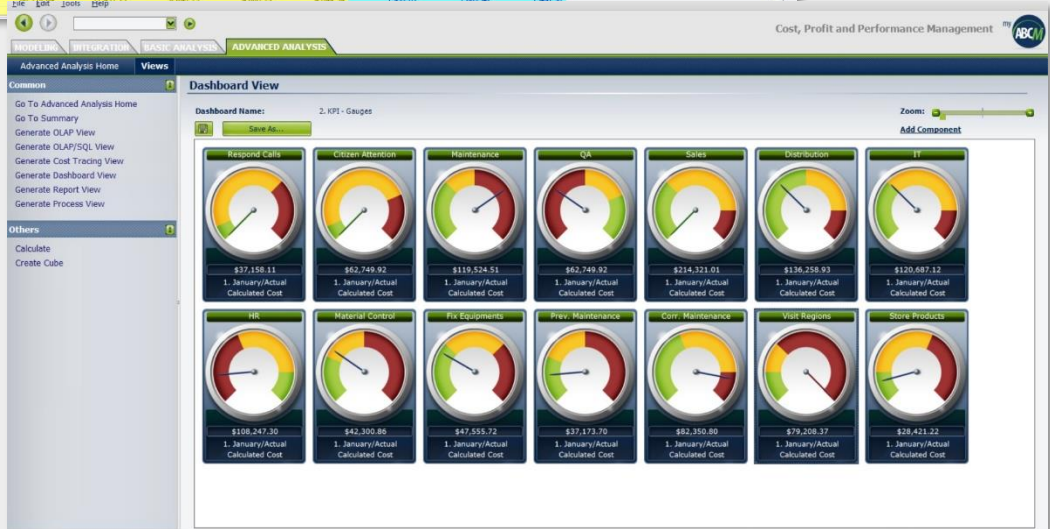 File Edit Tools Help
Cost, Profit and Performance Management my ABCM
MODELING INTEGRATION BASIC ANALYSIS ADVANCED ANALYSIS
Advanced Analysis Home Views
Common
Go To Advanced Analysis Home
Go To Summary
Generate OLAP View
Generate OLAP/SQL View
Generate Cost Tracing View
Generate Dashboard View
Generate Report View
Generate Process View
Others
Calculate
Create Cube
Dashboard View
Dashboard Name: 2. KPI - Gauges Zoom:
Save As... Add Component
Respond Calls Citizen Attention Maintenance QA Sales Distribution IT
$37,158.11 $62,749.92 $119,524.51 $62,749.92 $214,321.01 $136,258.93 $120,687.12
1. January/Actual 1. January/Actual 1. January/Actual 1. January/Actual 1. January/Actual 1. January/Actual 1. January/Actual
Calculated Cost Calculated Cost Calculated Cost Calculated Cost Calculated Cost Calculated Cost Calculated Cost
HR Material Control Fix Equipments Prev. Maintenance Corr. Maintenance Visit Regions Store Products
$108,247.30 $42,300.86 $47,555.72 $37,173.70 $82,350.80 $79,208.37 $28,421.22
1. January/Actual 1. January/Actual 1. January/Actual 1. January/Actual 1. January/Actual 1. January/Actual 1. January/Actual
Calculated Cost Calculated Cost Calculated Cost Calculated Cost Calculated Cost Calculated Cost Calculated Cost